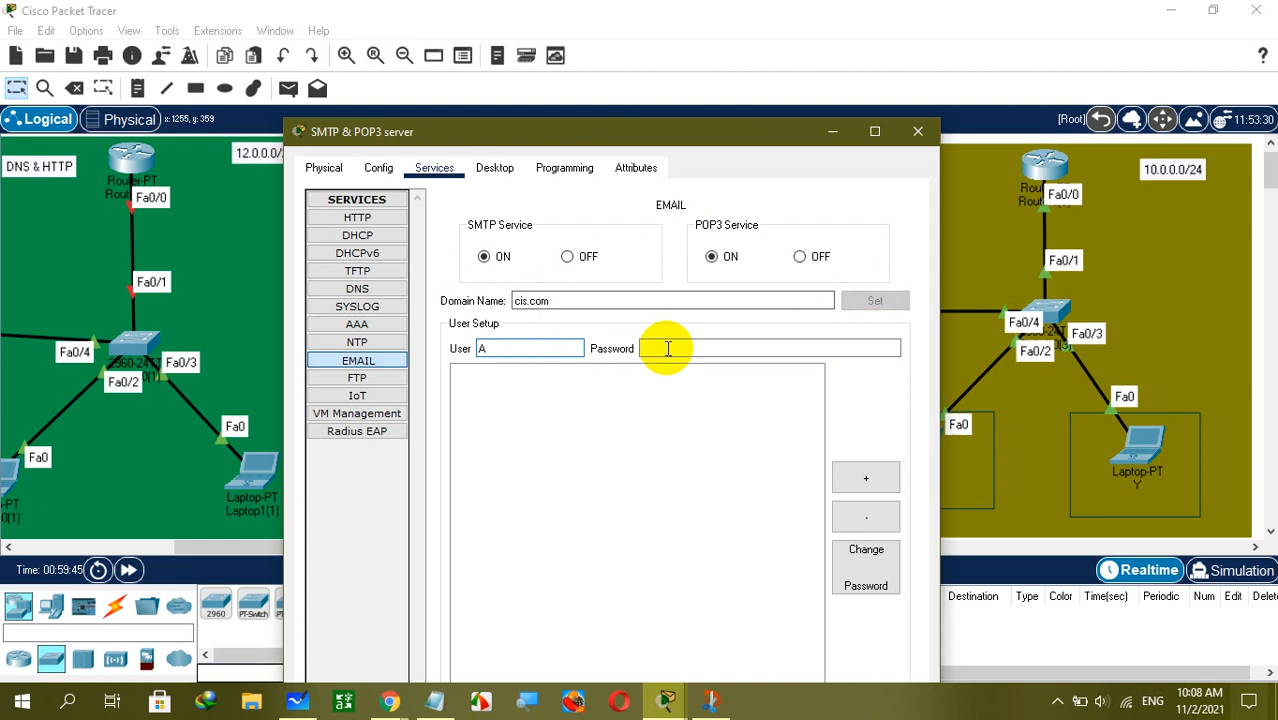 Cisco Packet Tracer
File Edit Options View Tools Extensions Window Help
Logical Physical x: 1255, y: 359 [Root] 11:53:30
SMTP & POP3 server
Physical Config Services Desktop Programming Attributes
SERVICES
HTTP
DHCP
DHCPv6
TFTP
DNS
SYSLOG
AAA
NTP
EMAIL
FTP
IoT
VM Management
Radius EAP
EMAIL
SMTP Service
ON OFF
POP3 Service
ON OFF
Domain Name: cis.com Set
User Setup
User A Password
+
-
Change
Password
DNS & HTTP
12.0.0.0/
Router-PT
Fa0/0
Fa0/1
Fa0/4
Fa0/3
Fa0/2
Fa0
Fa0
Laptop-PT
Laptop1(1)
10.0.0.0/24
Fa0/0
Fa0/1
Fa0/4
Fa0/3
Fa0/2
Fa0
Fa0
Laptop-PT
Y
Time: 00:59:45
Realtime Simulation
2960
PT-Switch
Destination Type Color Time(sec) Periodic Num Edit
ENG
10:08 AM
11/2/2021